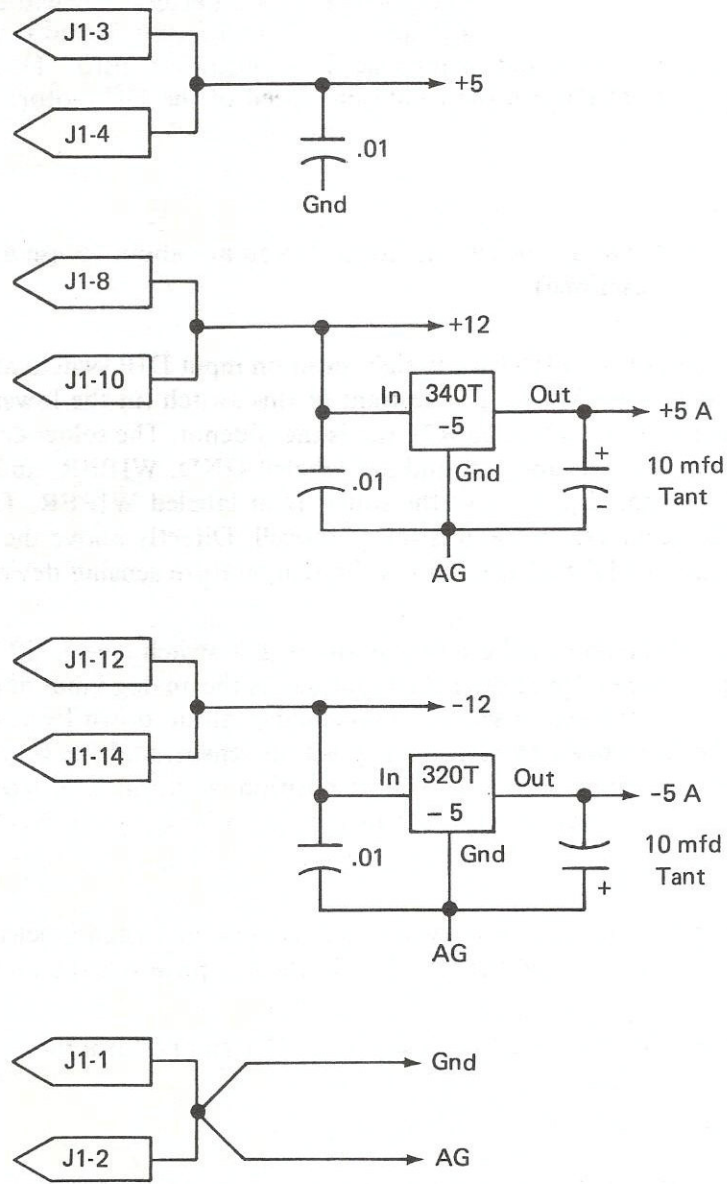 J1-3
+5
J1-4
.01
Gnd
J1-8
+12
J1-10
In
340T
-5
Out
+5 A
Gnd
+
10 mfd
Tant
-
.01
AG
J1-12
-12
J1-14
In
320T
- 5
Out
-5 A
Gnd
10 mfd
Tant
+
.01
AG
J1-1
Gnd
J1-2
AG